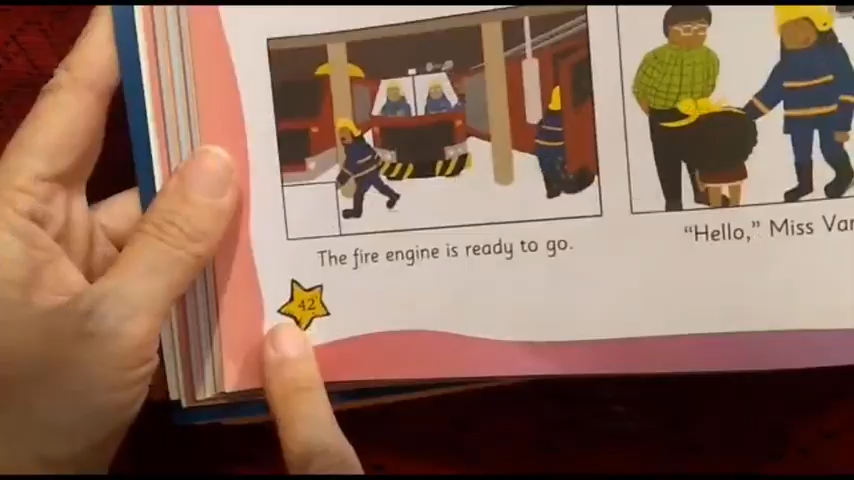 The fire engine is ready to go.
"Hello," Miss
42